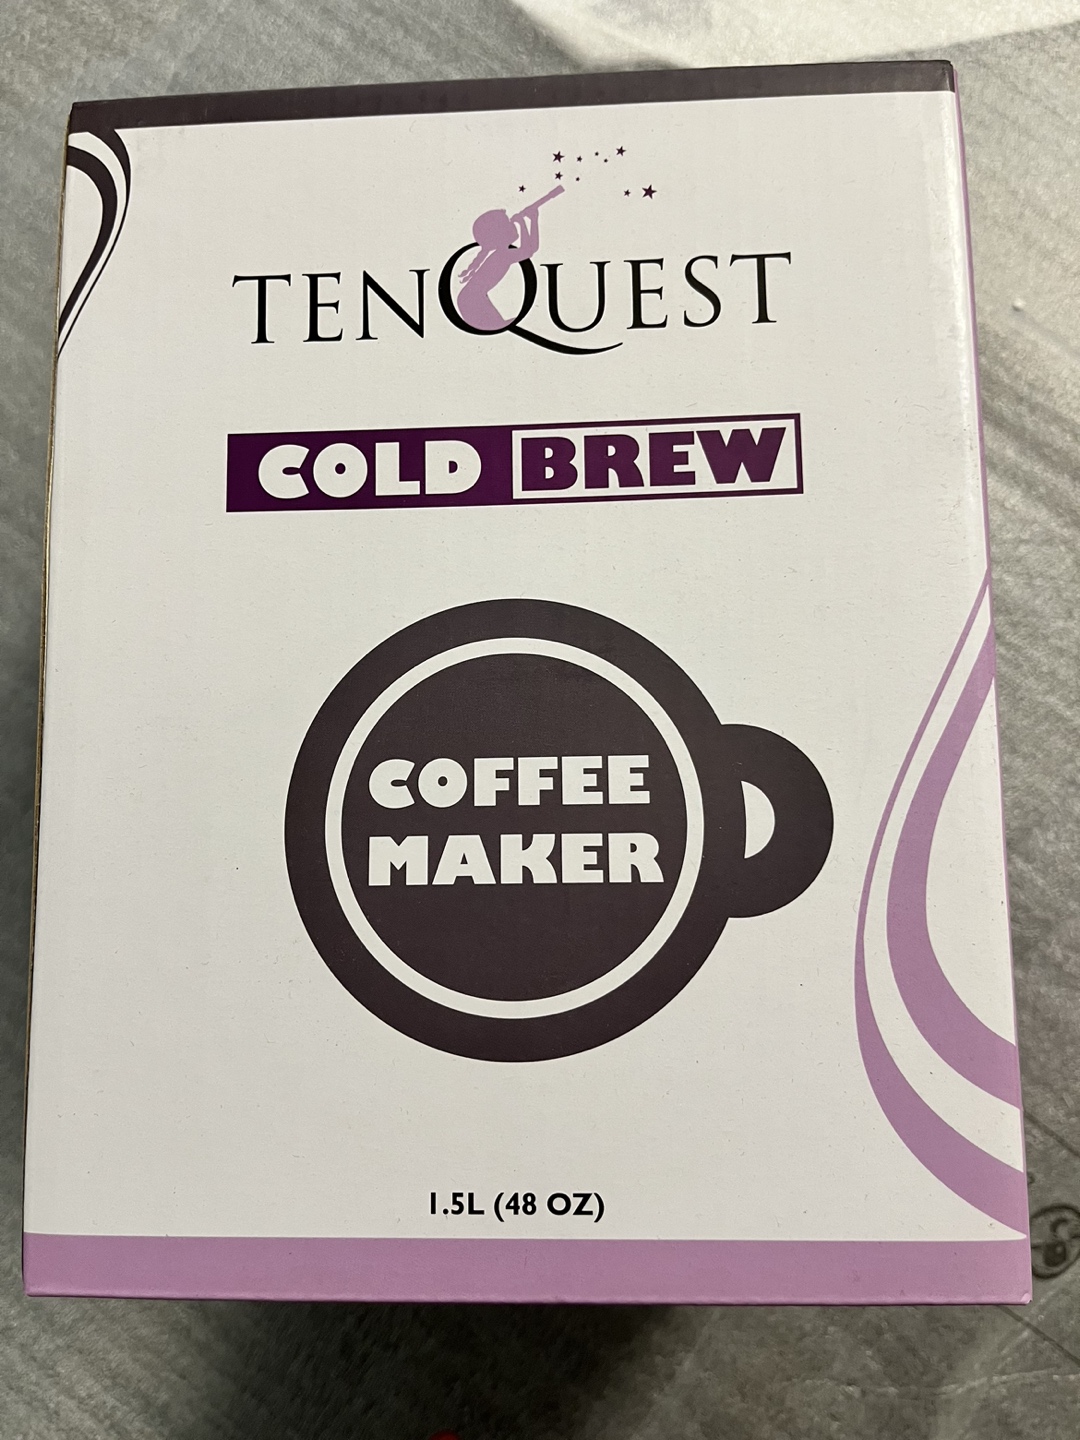 TENQUEST
COLD BREW
COFFEE
MAKER
1.5L (48 OZ)